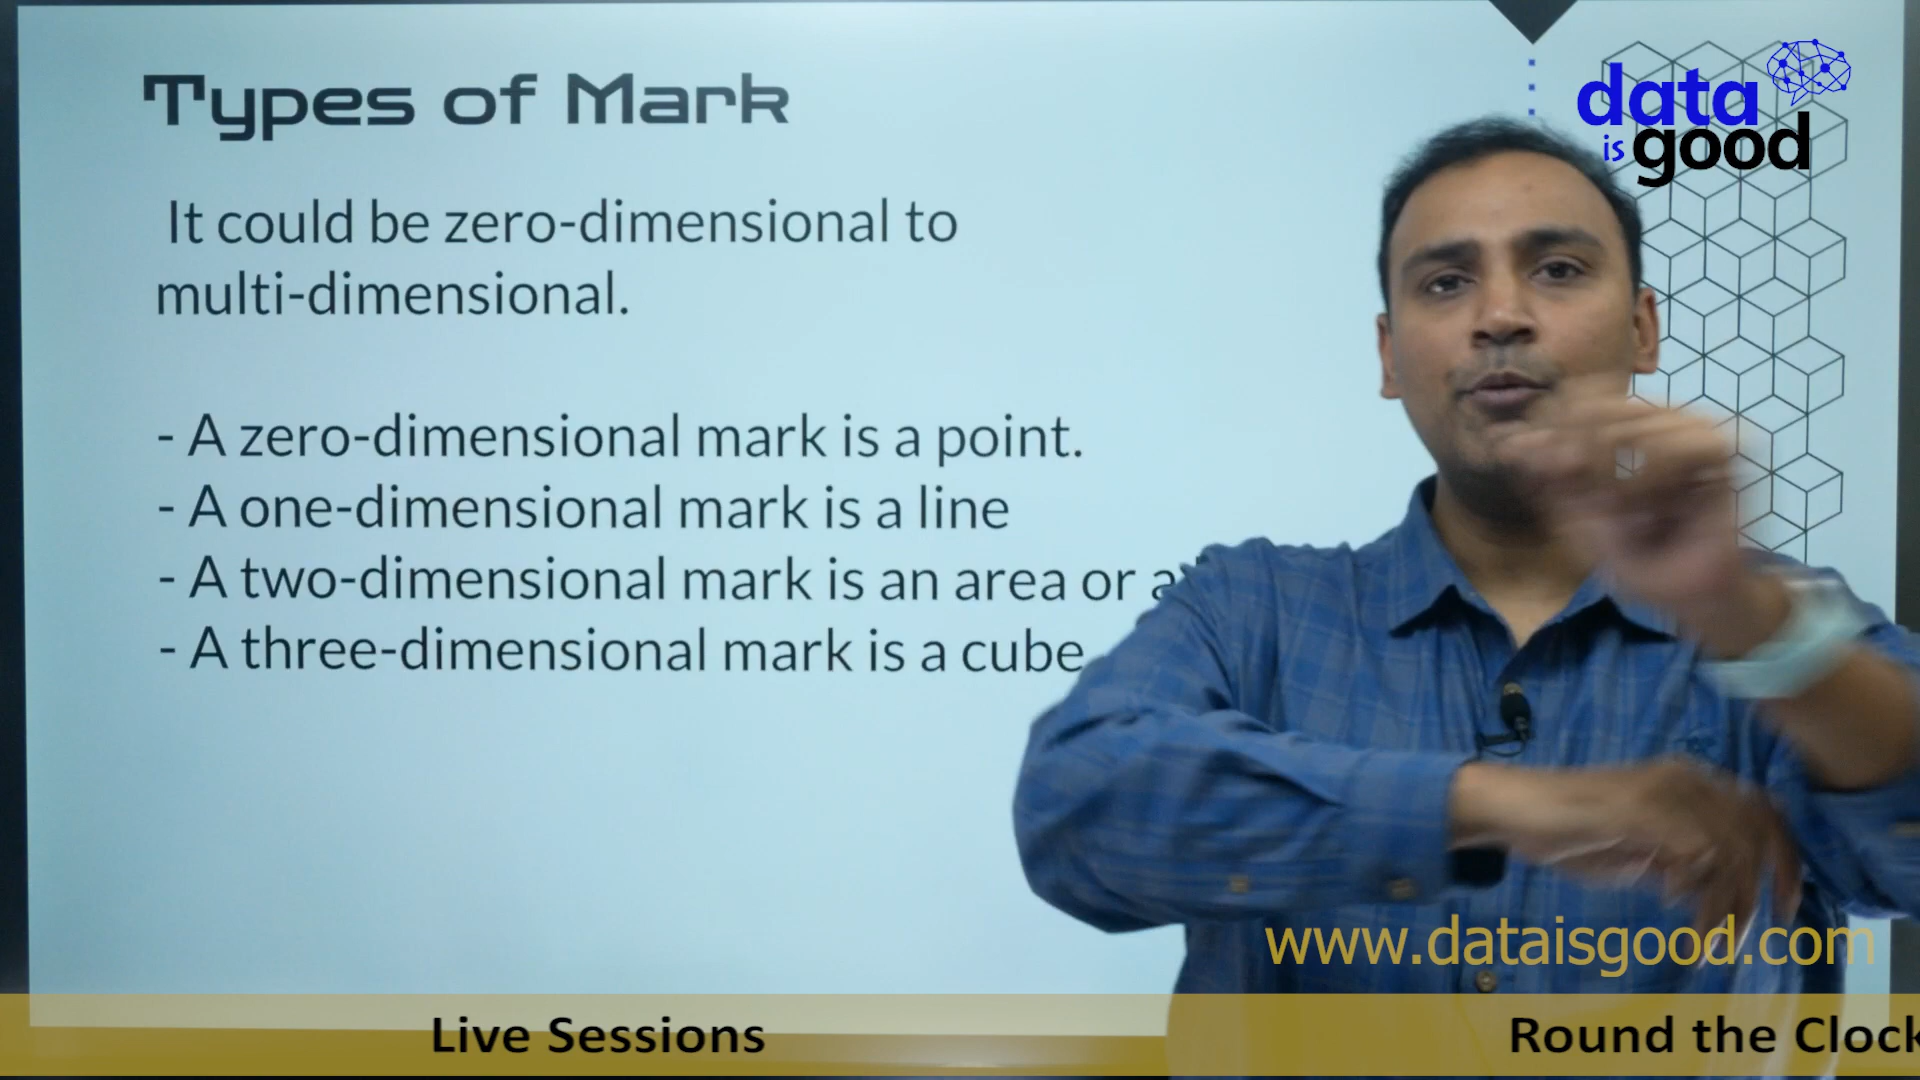 Types of Mark
It could be zero-dimensional to
multi-dimensional.
- A zero-dimensional mark is a point.
- A one-dimensional mark is a line
- A two-dimensional mark is an area or a
- A three-dimensional mark is a cube
data
is good
www.dataisgood.com
Live Sessions
Round the Clock